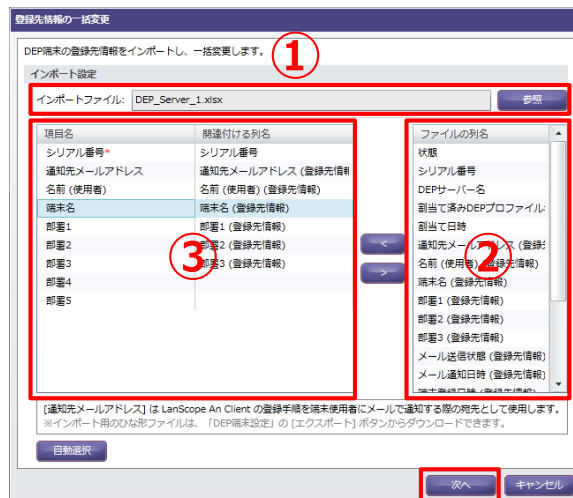 登録先情報の一括変更
DEP端末の登録先情報をインポートし、一括変更します。
①
インポート設定
インポートファイル: DEP_Server_1.xlsx 参照
項目名 関連付ける列名
シリアル番号* シリアル番号
通知先メールアドレス 通知先メールアドレス (登録先情報
名前 (使用者) 名前 (使用者) (登録先情報)
端末名 端末名 (登録先情報)
部署1 部署1 (登録先情報)
部署2 部署2 (登録先情報)
部署3 部署3 (登録先情報)
部署4
部署5
③
<
>
ファイルの列名
状態
シリアル番号
DEPサーバー名
割当て済みDEPプロファイル
割当て日時
通知先メールアドレス (登録
名前 (使用者) (登録先情報)
端末名 (登録先情報)
部署1 (登録先情報)
部署2 (登録先情報)
部署3 (登録先情報)
メール送信状態 (登録先情報)
メール通知日時 (登録先情報)
②
[通知先メールアドレス] は LanScope An Client の登録手順を端末使用者にメールで通知する際の宛先として使用します。
※インポート用のひな形ファイルは、「DEP端末設定」の [エクスポート] ボタンからダウンロードできます。
自動選択
次へ キャンセル